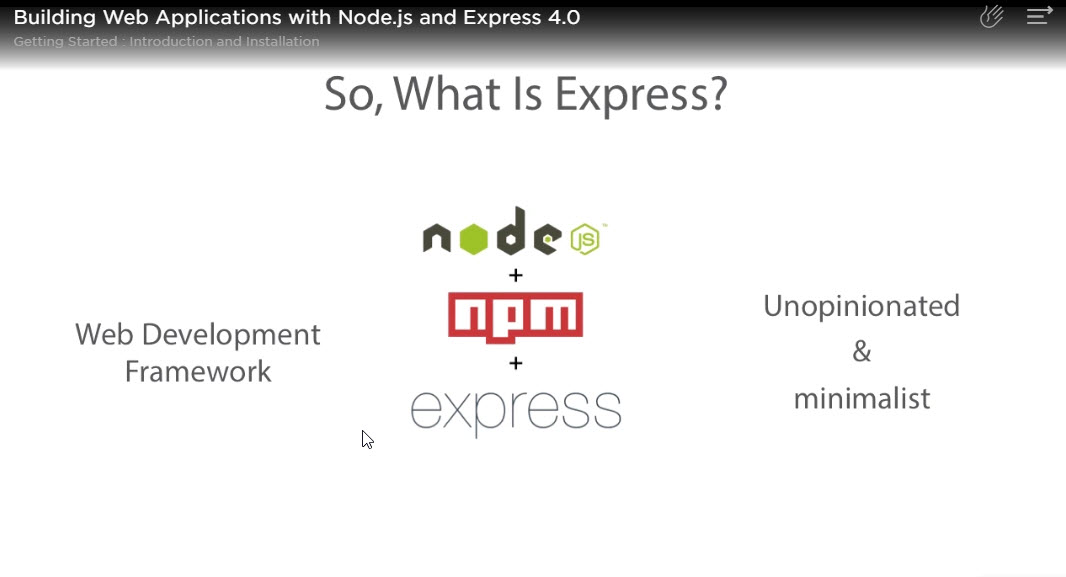 Building Web Applications with Node.js and Express 4.0
Getting Started : Introduction and Installation
So, What Is Express?
node JS ™
+
npm
+
express
Web Development
Framework
Unopinionated
&
minimalist